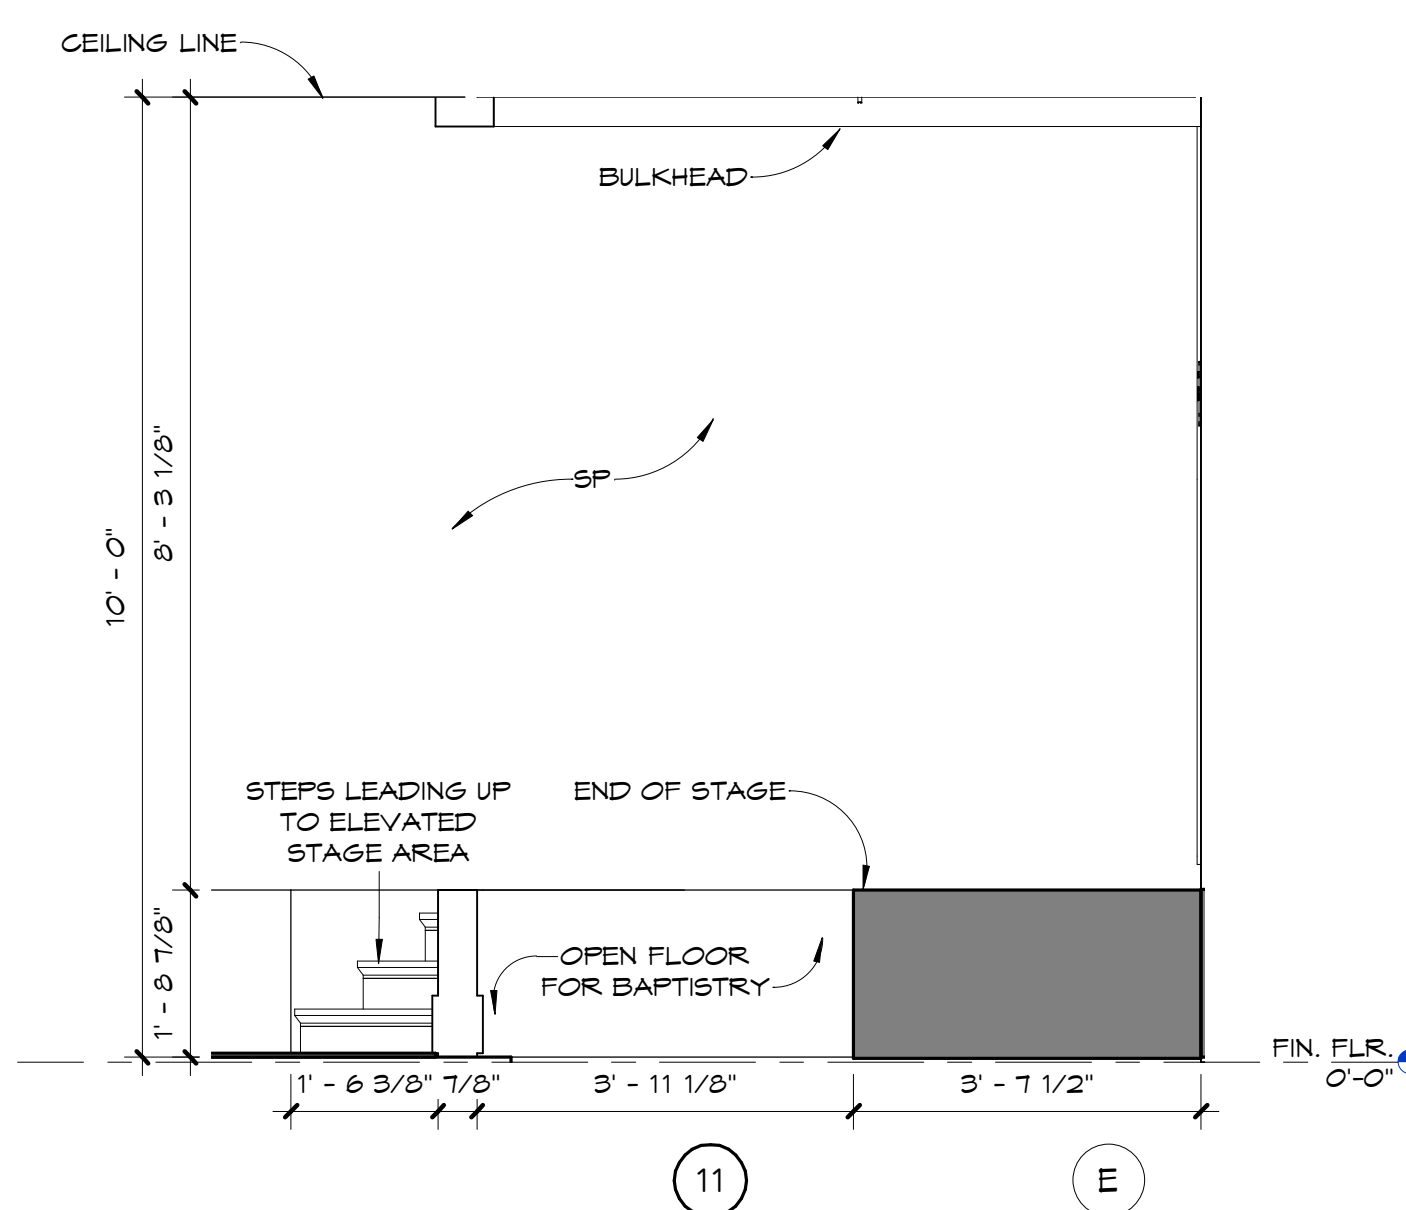 CEILING LINE
BULKHEAD
8' - 3 1/8"
10' - 0"
SP
STEPS LEADING UP
TO ELEVATED
STAGE AREA
END OF STAGE
OPEN FLOOR
FOR BAPTISTRY
1' - 8 7/8"
FIN. FLR.
0'-0"
1' - 6 3/8" 7/8" 3' - 11 1/8" 3' - 7 1/2"
11 E